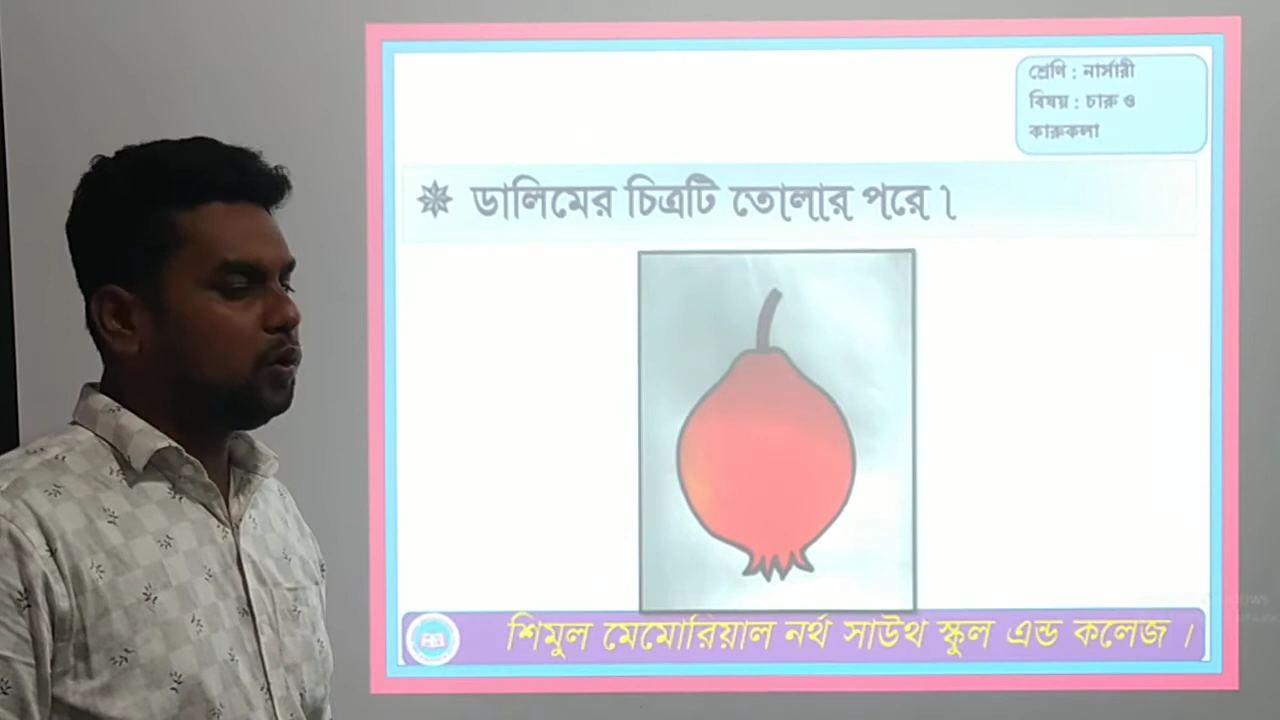 শ্রেণি : নার্সারী
বিষয় : চারু ও
কারুকলা
ডালিমের চিত্রটি তোলার পরে।
শিমুল মেমোরিয়াল নর্থ সাউথ স্কুল এন্ড কলেজ।